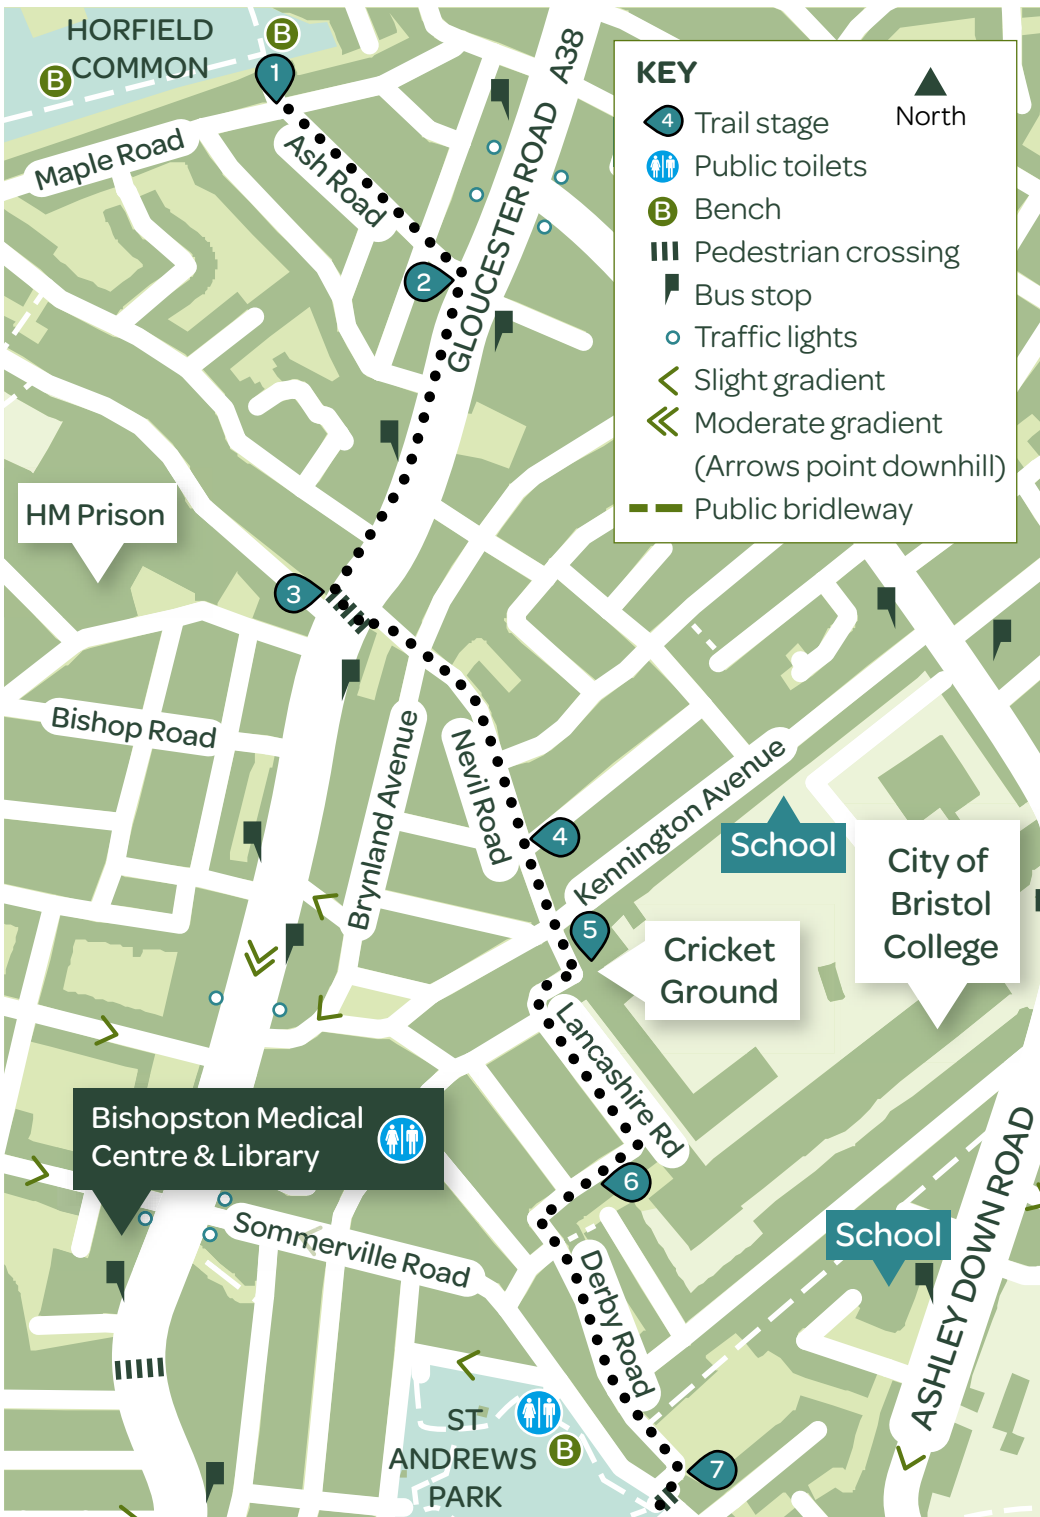 HORFIELD
COMMON
B
B
1
Maple Road
Ash Road
2
GLOUCESTER ROAD A38
KEY
North
4 Trail stage
Public toilets
B Bench
Pedestrian crossing
Bus stop
Traffic lights
Slight gradient
Moderate gradient
(Arrows point downhill)
Public bridleway
HM Prison
3
Bishop Road
Brynland Avenue
Nevil Road
4
Kennington Avenue
School
City of
Bristol
College
5
Cricket
Ground
Lancashire Rd
Bishopston Medical
Centre & Library
6
Sommerville Road
Derby Road
School
ASHLEY DOWN ROAD
ST
ANDREWS
PARK
B
7